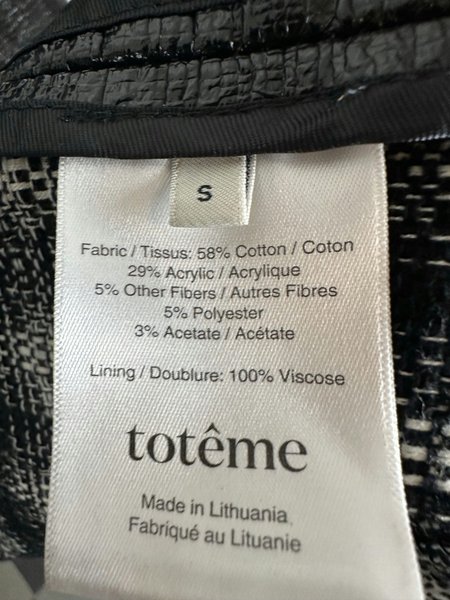 S
Fabric / Tissus: 58% Cotton / Coton
29% Acrylic / Acrylique
5% Other Fibers / Autres Fibres
5% Polyester
3% Acetate / Acétate
Lining / Doublure: 100% Viscose
totême
Made in Lithuania
Fabriqué au Lituanie